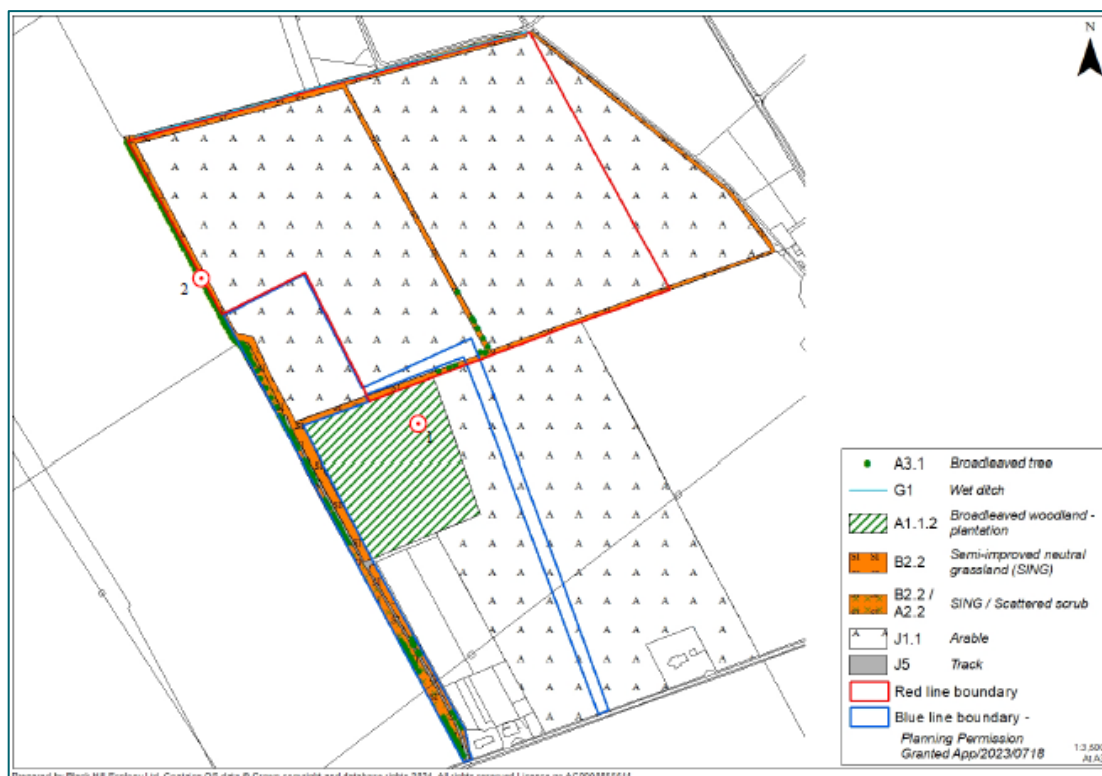 N
2
1
A3.1 Broadleaved tree
G1 Wet ditch
A1.1.2 Broadleaved woodland -
plantation
B2.2 Semi-improved neutral
grassland (SING)
B2.2 /
A2.2 SING / Scattered scrub
J1.1 Arable
J5 Track
Red line boundary
Blue line boundary -
Planning Permission
Granted App/2023/0718